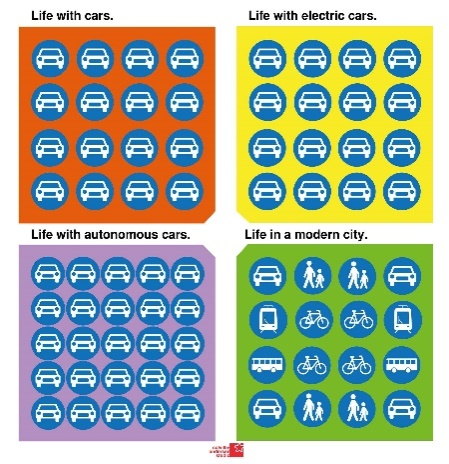 Life with cars.
Life with electric cars.
Life with autonomous cars.
Life in a modern city.